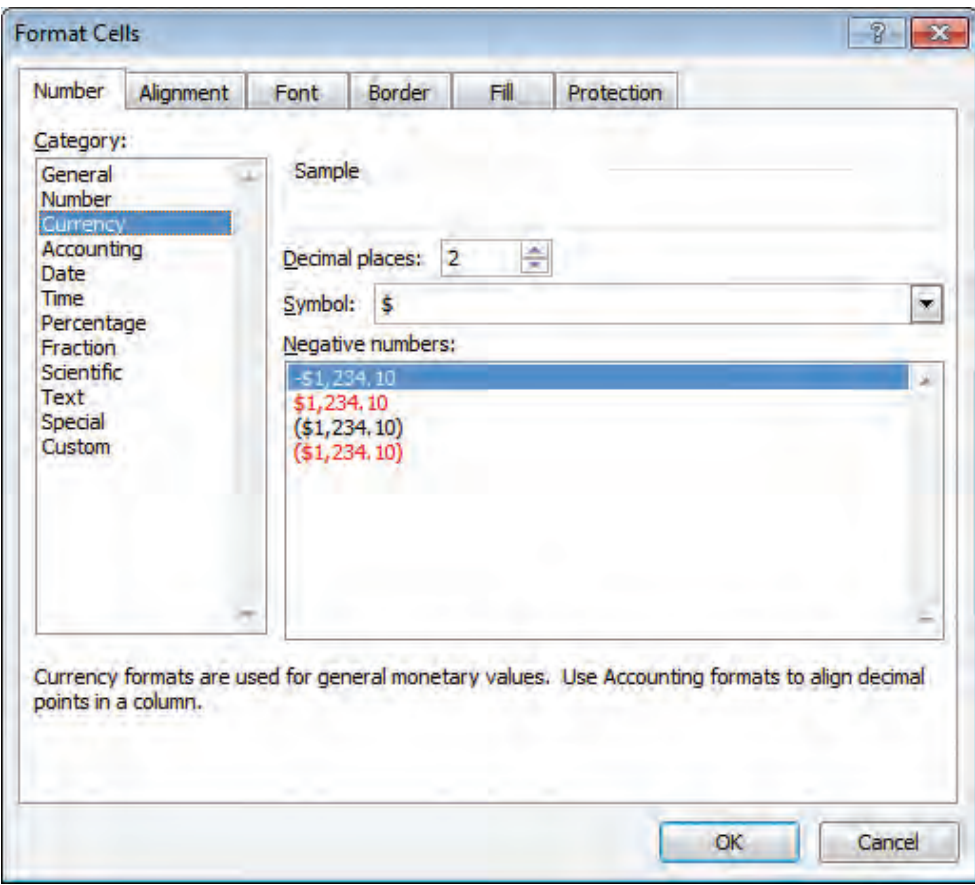 Format Cells
Number Alignment Font Border Fill Protection
Category:
General
Number
Currency
Accounting
Date
Time
Percentage
Fraction
Scientific
Text
Special
Custom
Sample
Decimal places: 2
Symbol: $
Negative numbers:
-$1,234.10
$1,234.10
($1,234.10)
($1,234.10)
Currency formats are used for general monetary values. Use Accounting formats to align decimal
points in a column.
OK Cancel